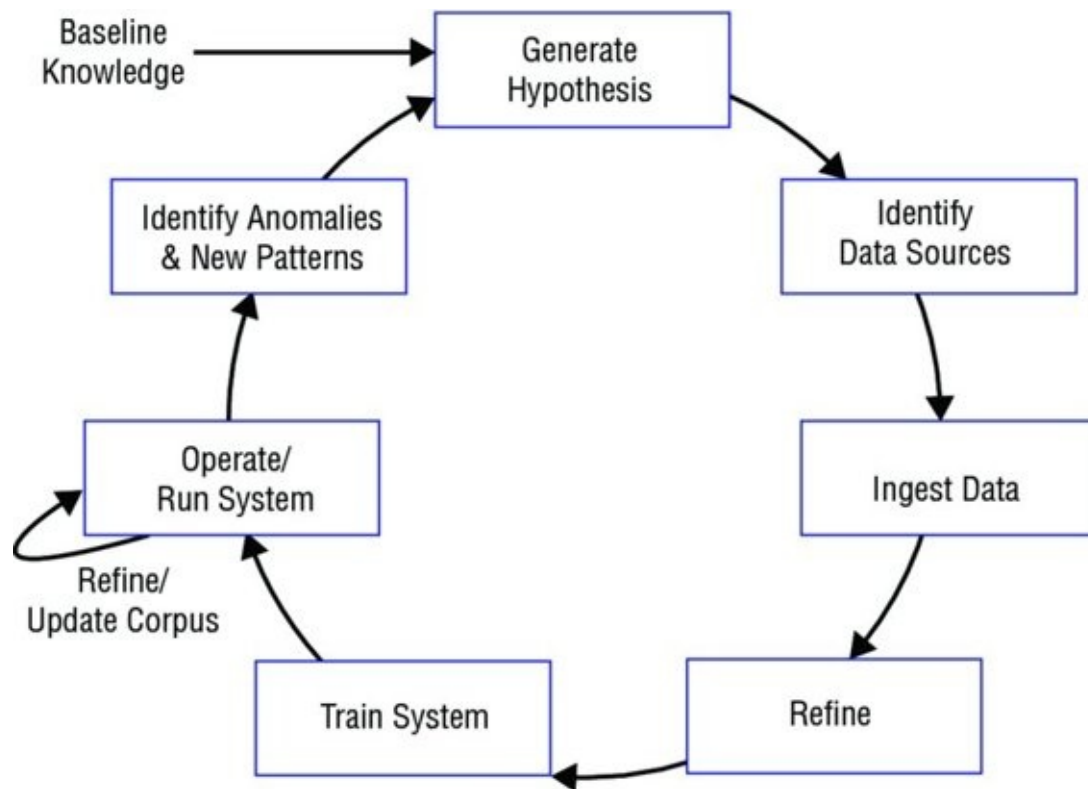 Baseline
Knowledge
Generate
Hypothesis
Identify Anomalies
& New Patterns
Identify
Data Sources
Operate/
Run System
Ingest Data
Refine/
Update Corpus
Train System
Refine